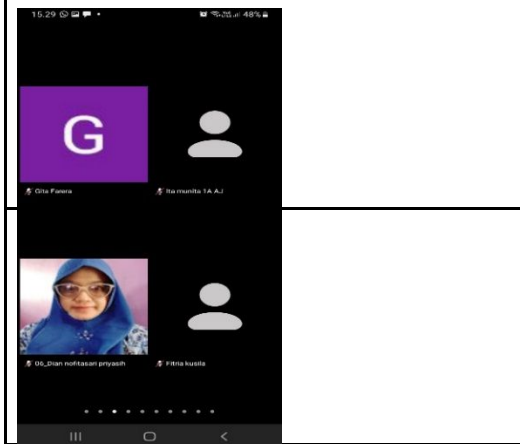 15.29 48%
G
Gita Farera Ita munita 1A AJ
06_Dian nofitasari priyasih Fitria kusila